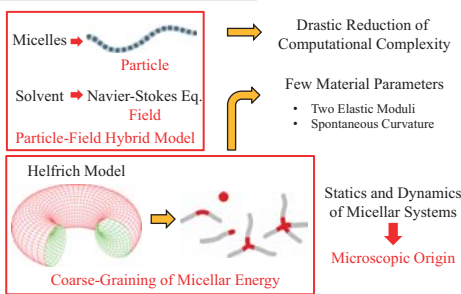 Micelles
Particle
Solvent
Navier-Stokes Eq.
Field
Particle-Field Hybrid Model
Drastic Reduction of
Computational Complexity
Few Material Parameters
• Two Elastic Moduli
• Spontaneous Curvature
Helfrich Model
Coarse-Graining of Micellar Energy
Statics and Dynamics
of Micellar Systems
Microscopic Origin